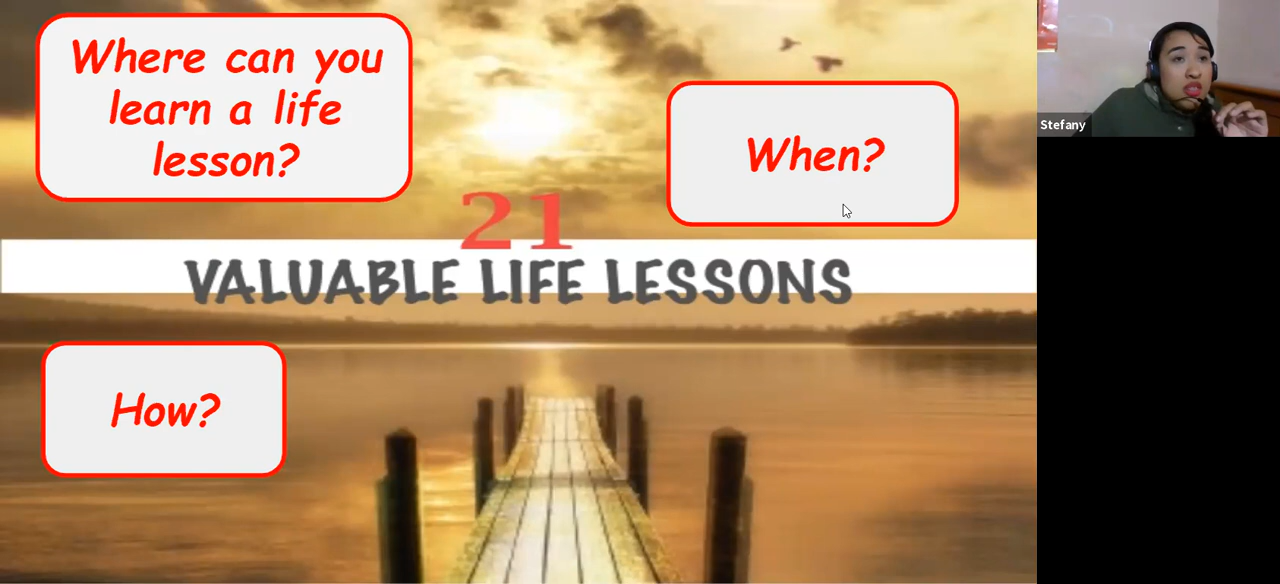 Where can you
learn a life
lesson?
When?
21
VALUABLE LIFE LESSONS
How?
Stefany